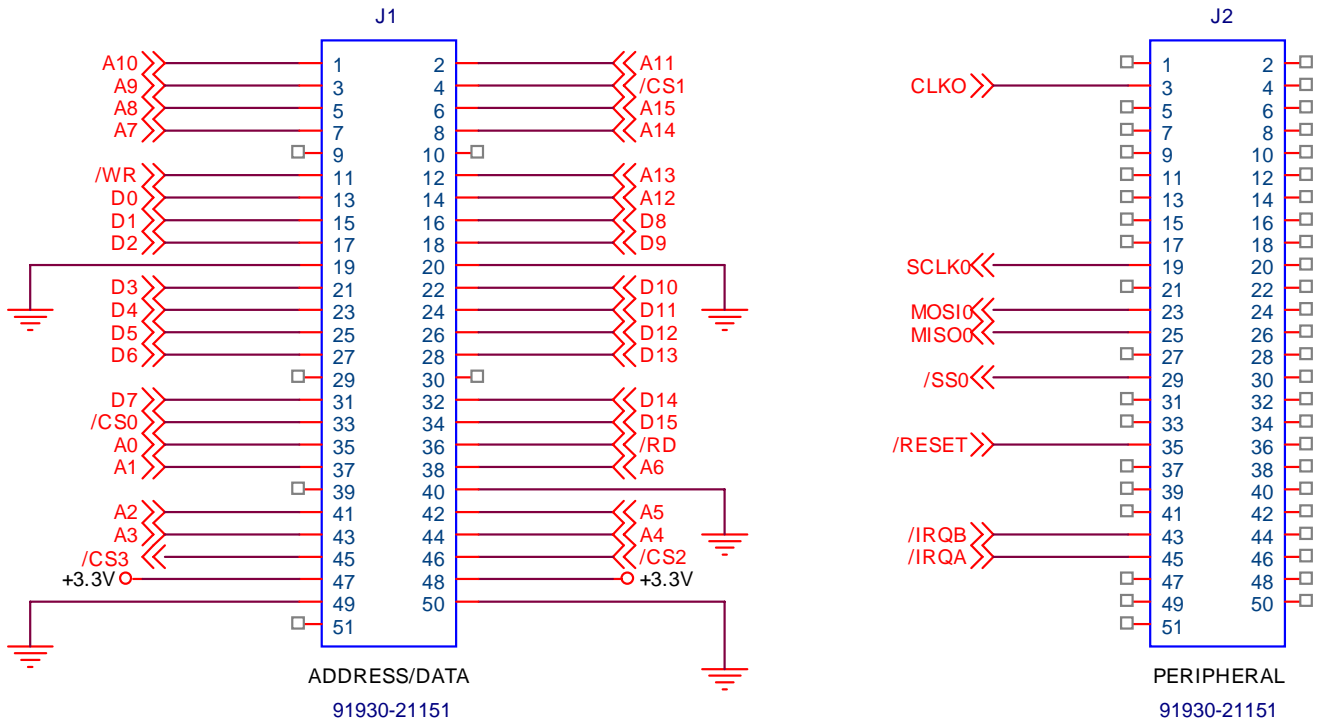 J1 J2
A10 1 2 A11 1 2
A9 3 4 /CS1 CLKO 3 4
A8 5 6 A15 5 6
A7 7 8 A14 7 8
9 10 9 10
/WR 11 12 A13 11 12
D0 13 14 A12 13 14
D1 15 16 D8 15 16
D2 17 18 D9 17 18
19 20 SCLK0 19 20
D3 21 22 D10 21 22
D4 23 24 D11 MOSI0 23 24
D5 25 26 D12 MISO0 25 26
D6 27 28 D13 27 28
29 30 /SS0 29 30
D7 31 32 D14 31 32
/CS0 33 34 D15 33 34
A0 35 36 /RD /RESET 35 36
A1 37 38 A6 37 38
39 40 39 40
A2 41 42 A5 41 42
A3 43 44 A4 /IRQB 43 44
/CS3 45 46 /CS2 /IRQA 45 46
+3.3V 47 48 +3.3V 47 48
49 50 49 50
51 51
ADDRESS/DATA PERIPHERAL
91930-21151 91930-21151